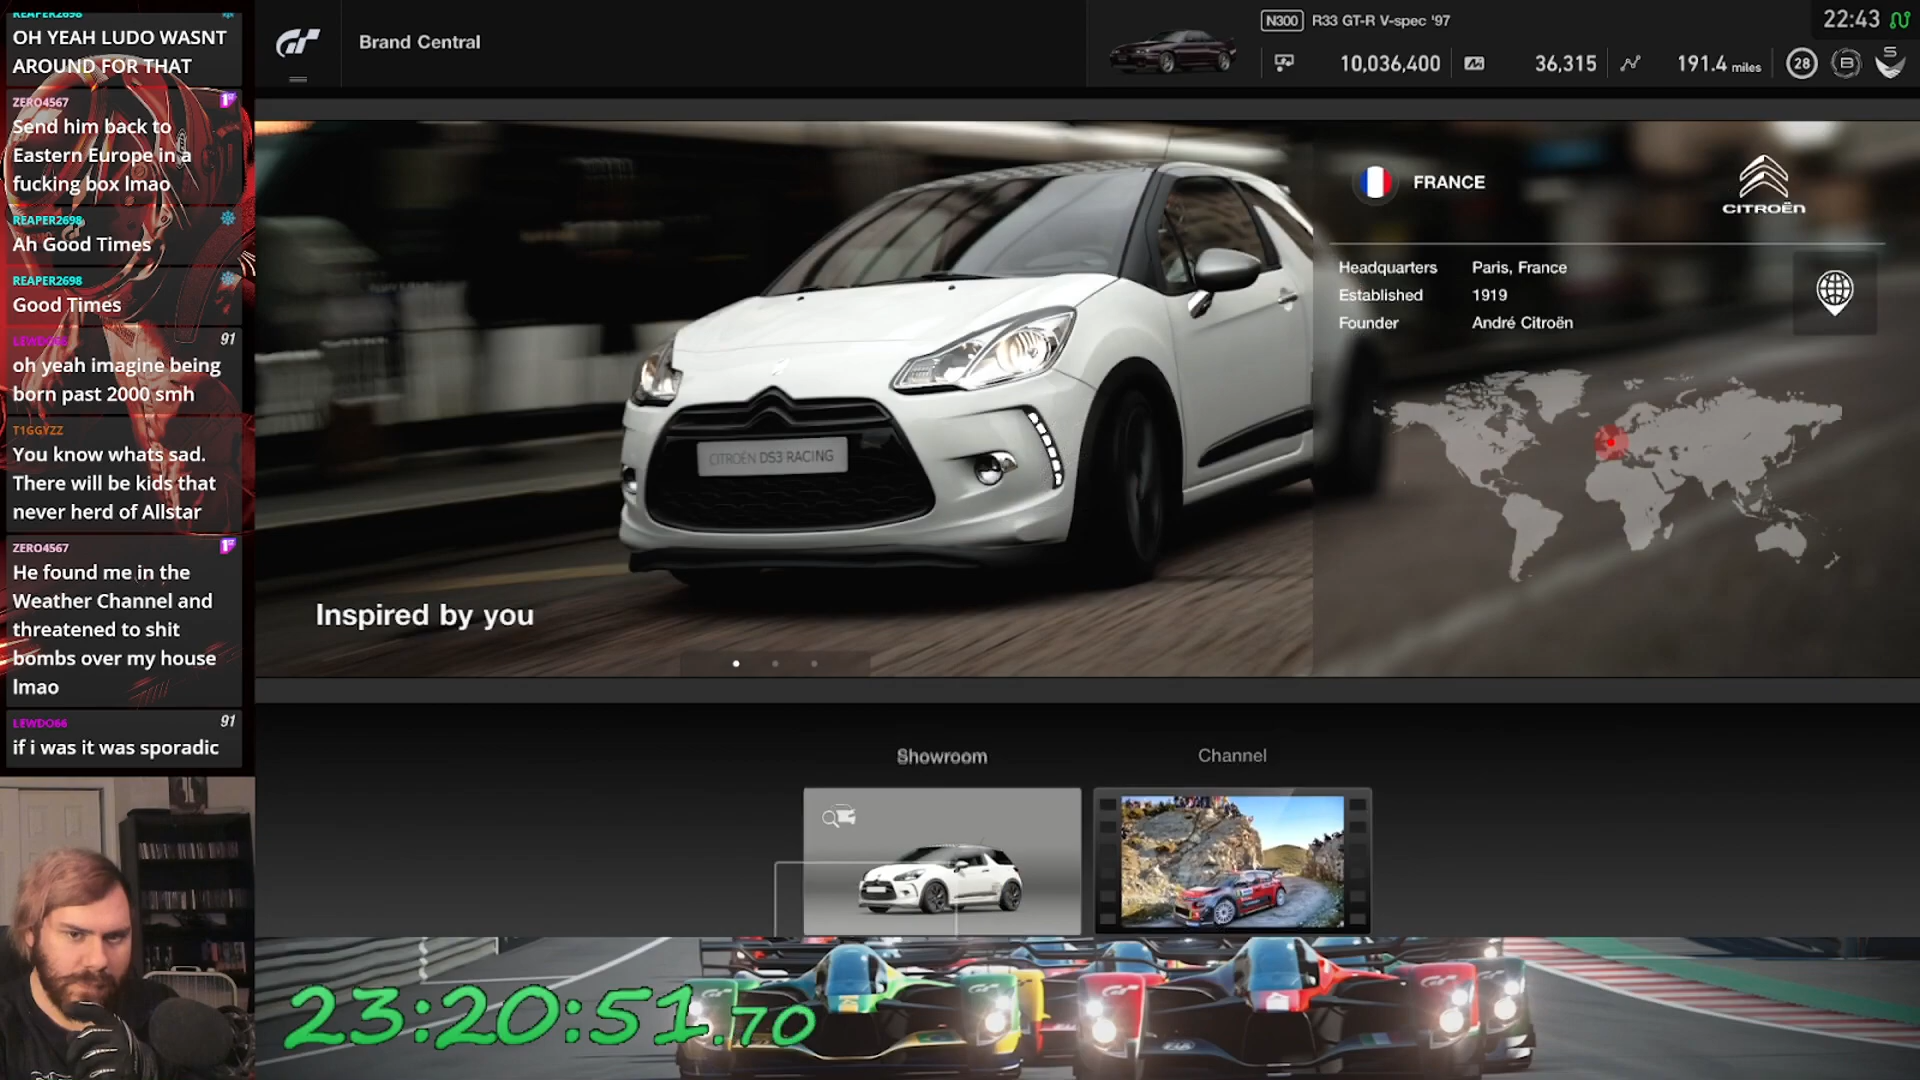 REAPER2698
OH YEAH LUDO WASNT
AROUND FOR THAT
ZERO4567
Send him back to
Eastern Europe in a
fucking box lmao
REAPER2698
Ah Good Times
REAPER2698
Good Times
LEWDO66
91
oh yeah imagine being
born past 2000 smh
T1GGYZZ
You know whats sad.
There will be kids that
never herd of Allstar
ZERO4567
He found me in the
Weather Channel and
threatened to shit
bombs over my house
lmao
LEWDO66
91
if i was it was sporadic
GT
Brand Central
N300 R33 GT-R V-spec '97
10,036,400
36,315
191.4 miles
22:43
28
B
S
FRANCE
CITROËN
Headquarters Paris, France
Established 1919
Founder André Citroën
CITROËN DS3 RACING
Inspired by you
Showroom
Channel
23:20:51.70